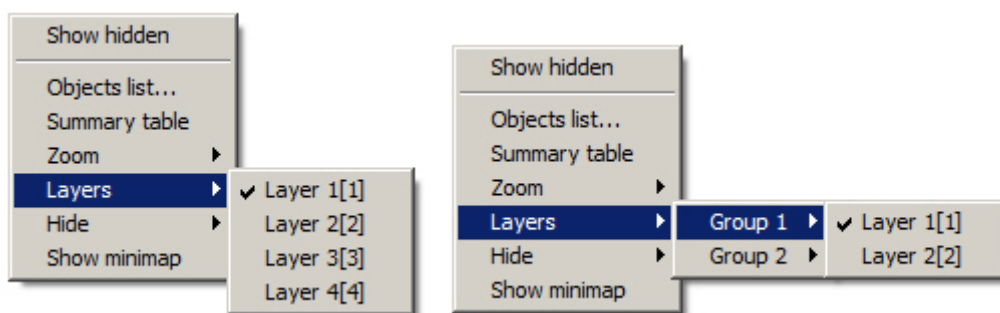 Show hidden
Objects list...
Summary table
Zoom
Layers
Hide
Show minimap
Layer 1[1]
Layer 2[2]
Layer 3[3]
Layer 4[4]
Show hidden
Objects list...
Summary table
Zoom
Layers
Hide
Show minimap
Group 1
Group 2
Layer 1[1]
Layer 2[2]